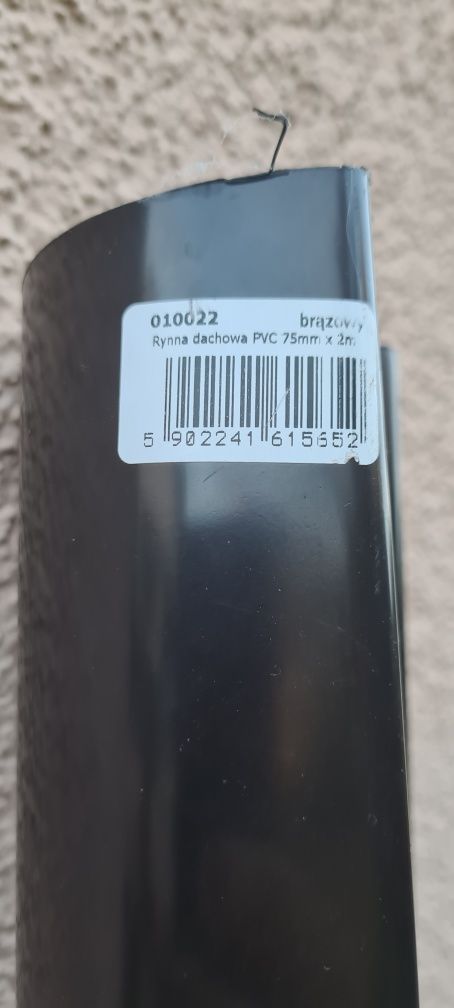 010022 brązowy
Rynna dachowa PVC 75mm x 2m
5 902241 615652